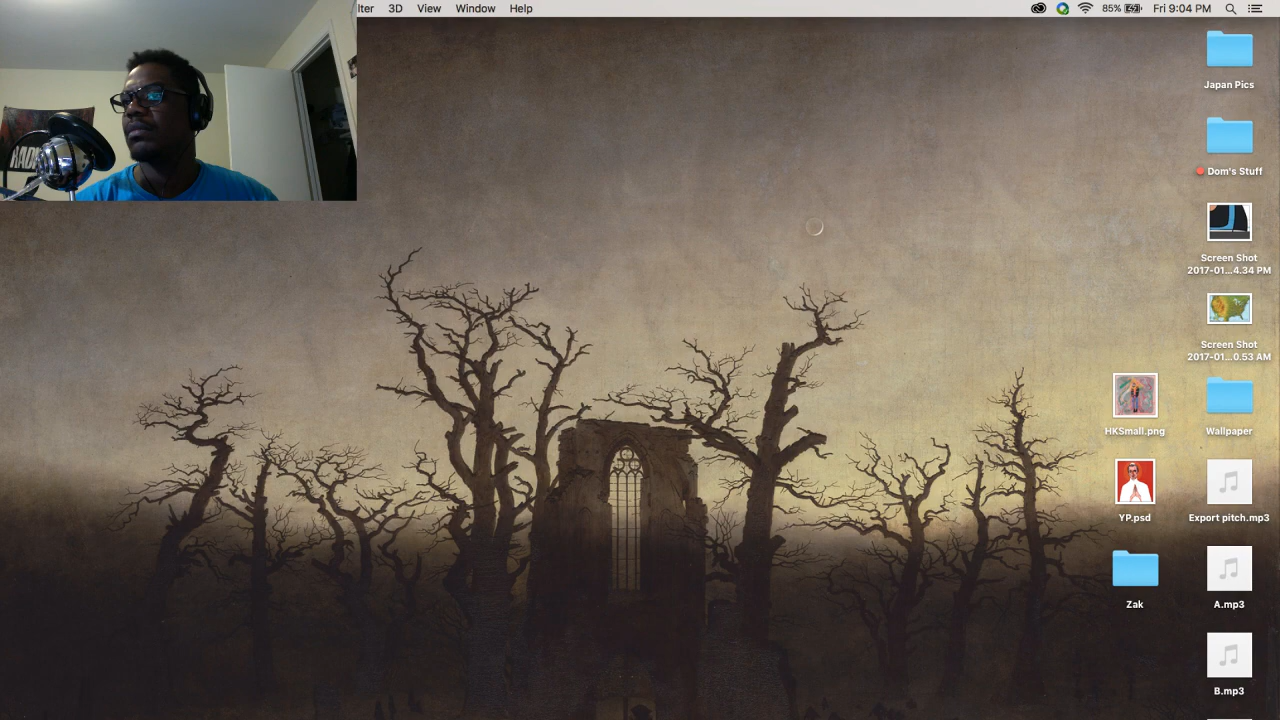 lter 3D View Window Help 85% Fri 9:04 PM
Japan Pics
Dom's Stuff
Screen Shot
2017-01...4.34 PM
Screen Shot
2017-01...0.53 AM
HKSmall.png
Wallpaper
YP.psd
Export pitch.mp3
Zak
A.mp3
B.mp3